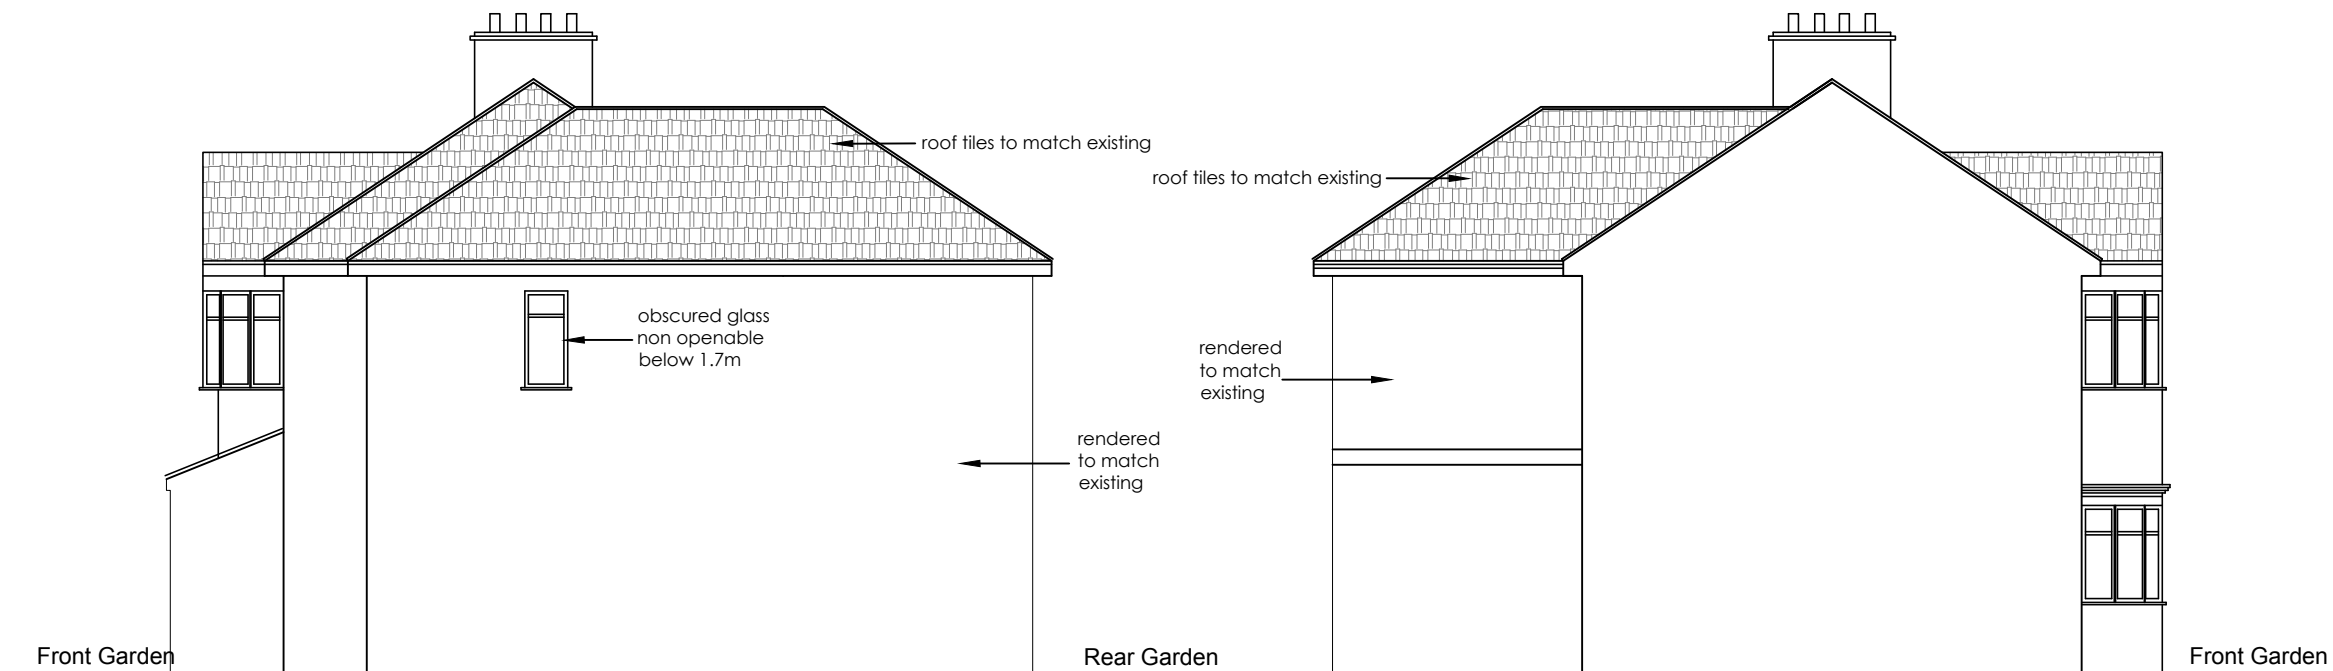 roof tiles to match existing
obscured glass
non openable
below 1.7m
rendered
to match
existing
Front Garden
Rear Garden
roof tiles to match existing
rendered
to match
existing
Front Garden